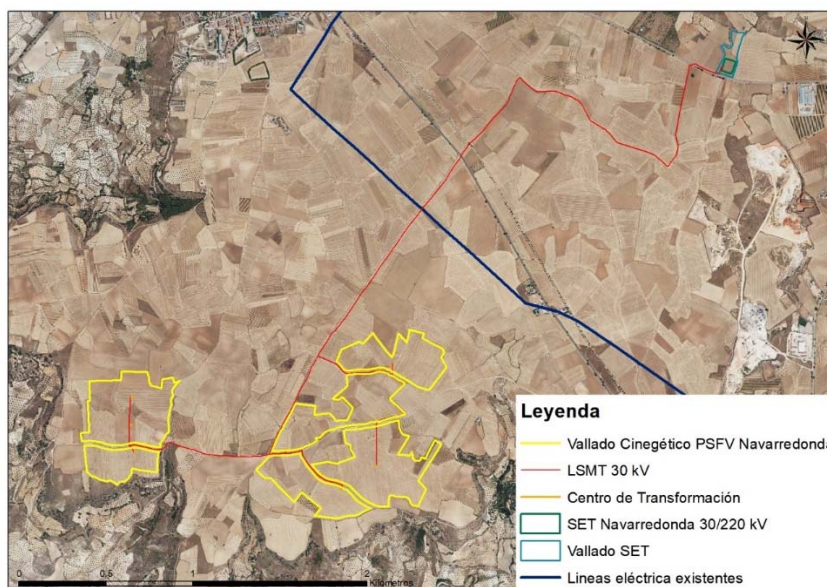 Leyenda
Vallado Cinegético PSFV Navarredonda
LSMT 30 kV
Centro de Transformación
SET Navarredonda 30/220 kV
Vallado SET
Lineas eléctrica existentes
0 0,5 1 2
Kilómetros